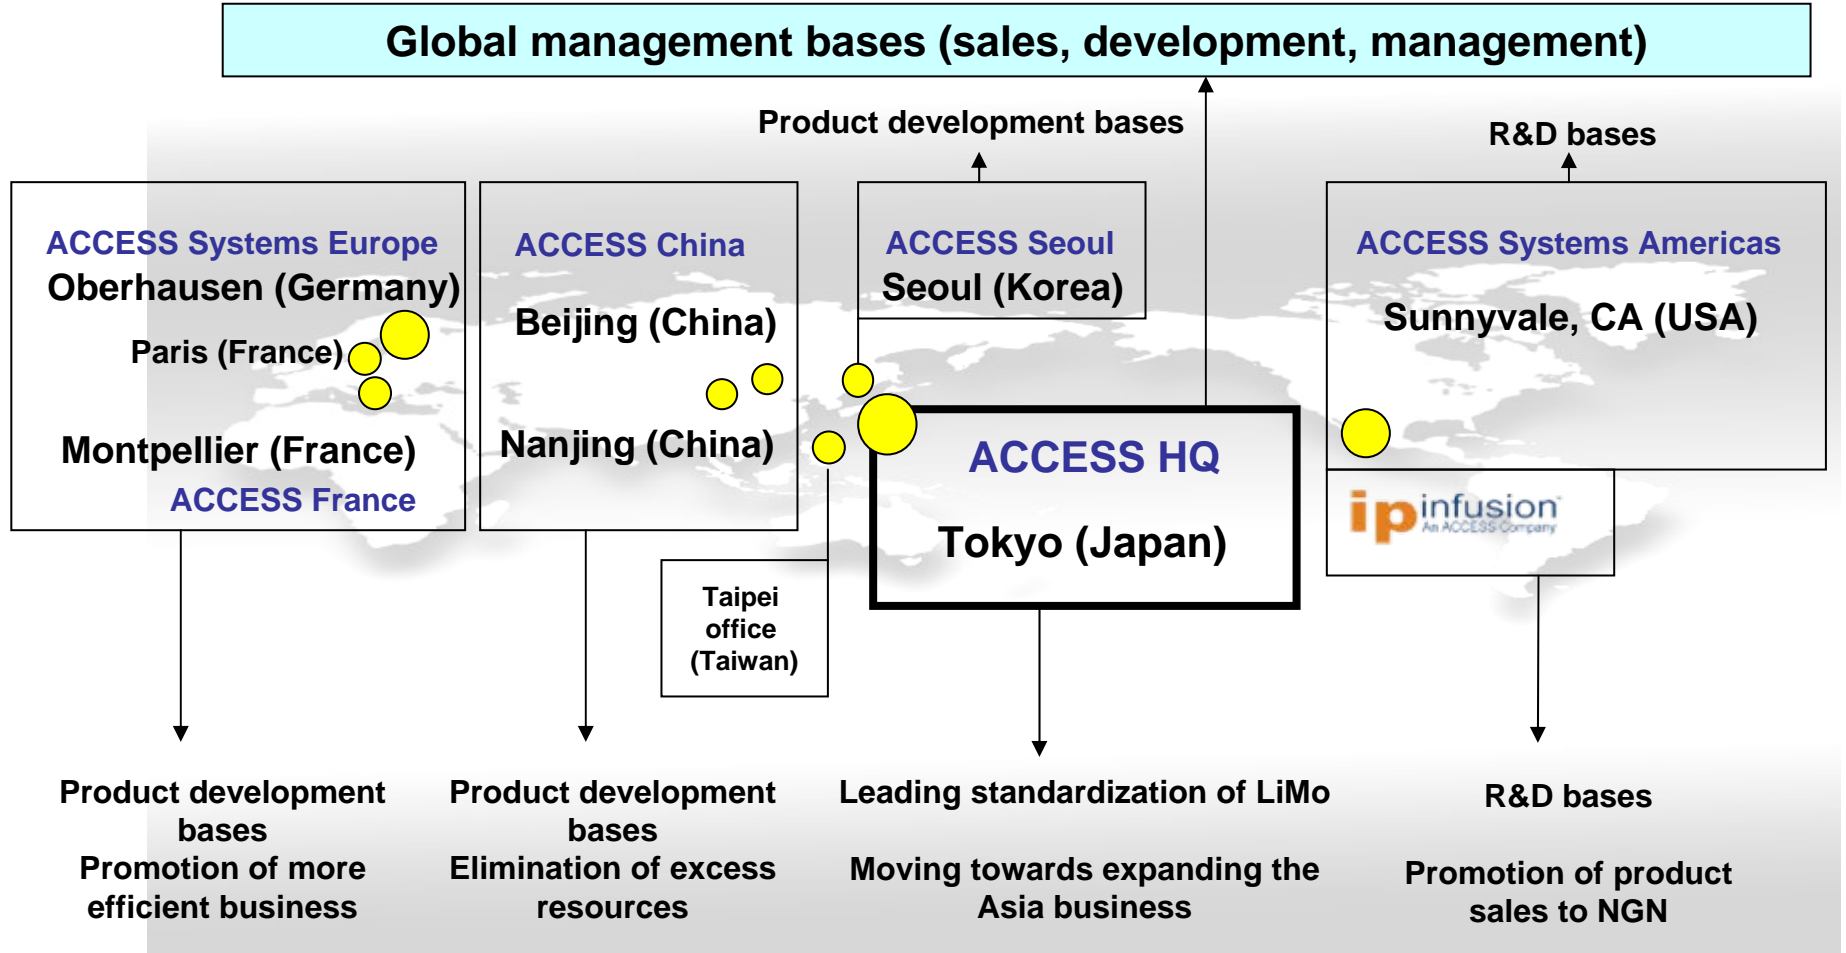 Global management bases (sales, development, management)
Product development bases
R&D bases
ACCESS Systems Europe
Oberhausen (Germany)
Paris (France)
Montpellier (France)
ACCESS France
ACCESS China
Beijing (China)
Nanjing (China)
ACCESS Seoul
Seoul (Korea)
ACCESS Systems Americas
Sunnyvale, CA (USA)
ACCESS HQ
Tokyo (Japan)
ip infusion™
An ACCESS Company
Taipei
office
(Taiwan)
Product development
bases
Promotion of more
efficient business
Product development
bases
Elimination of excess
resources
Leading standardization of LiMo
Moving towards expanding the
Asia business
R&D bases
Promotion of product
sales to NGN